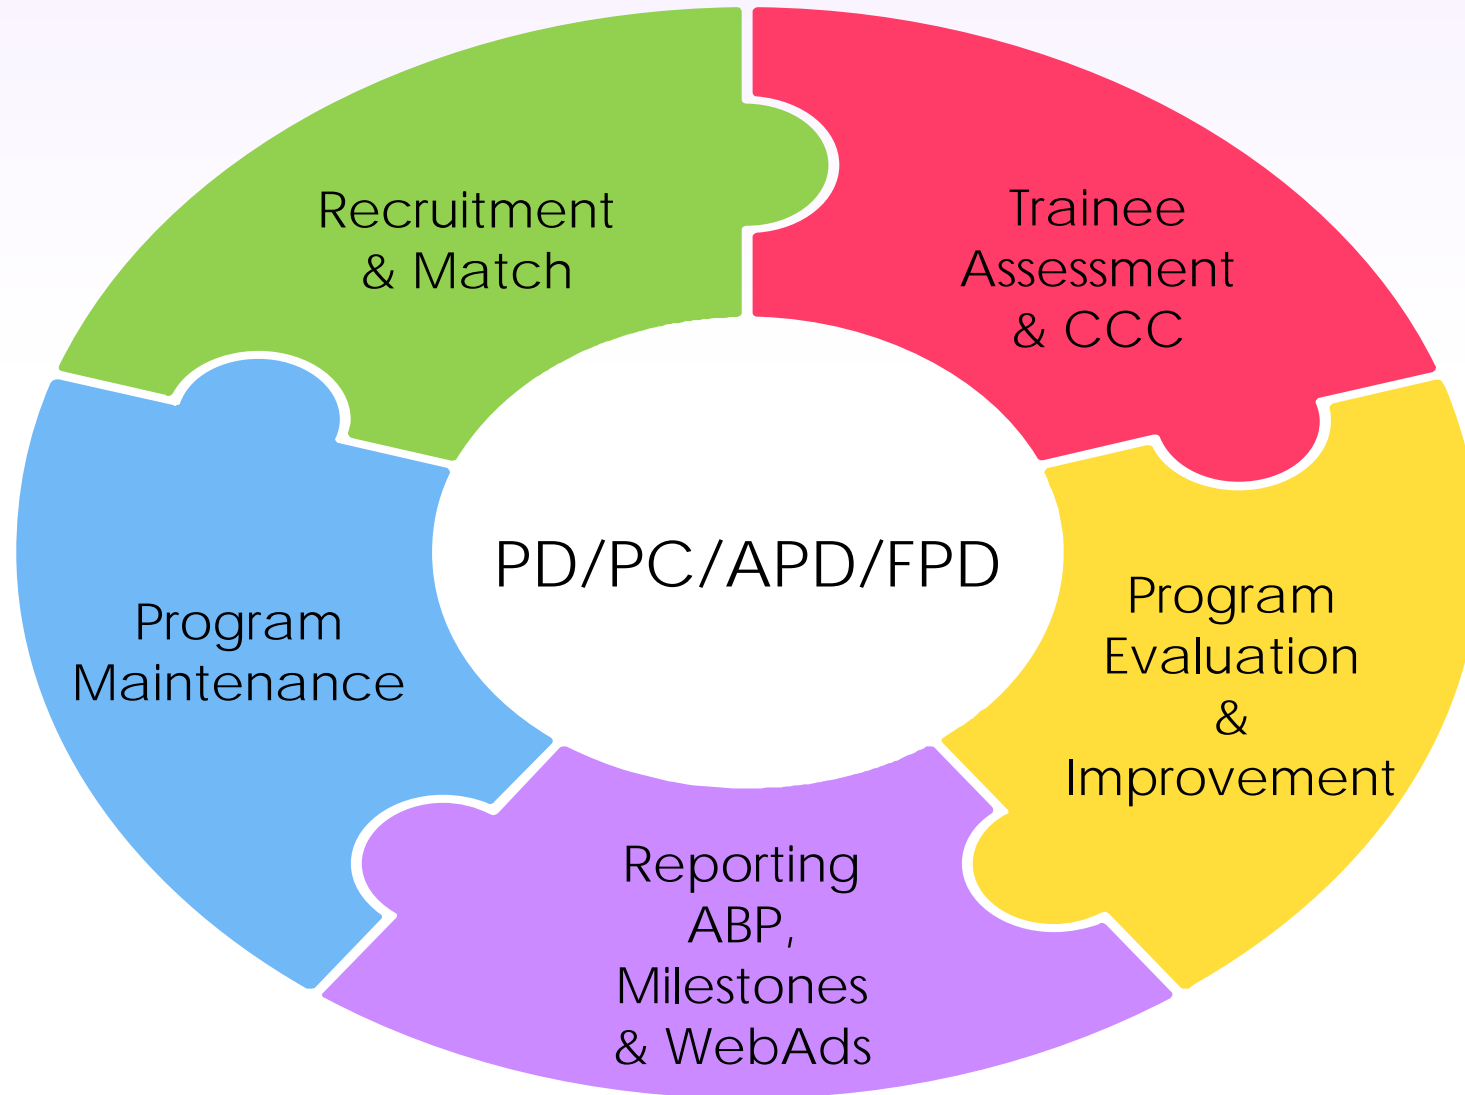 Recruitment
& Match
Trainee
Assessment
& CCC
PD/PC/APD/FPD
Program
Evaluation
&
Improvement
Program
Maintenance
Reporting
ABP,
Milestones
& WebAds